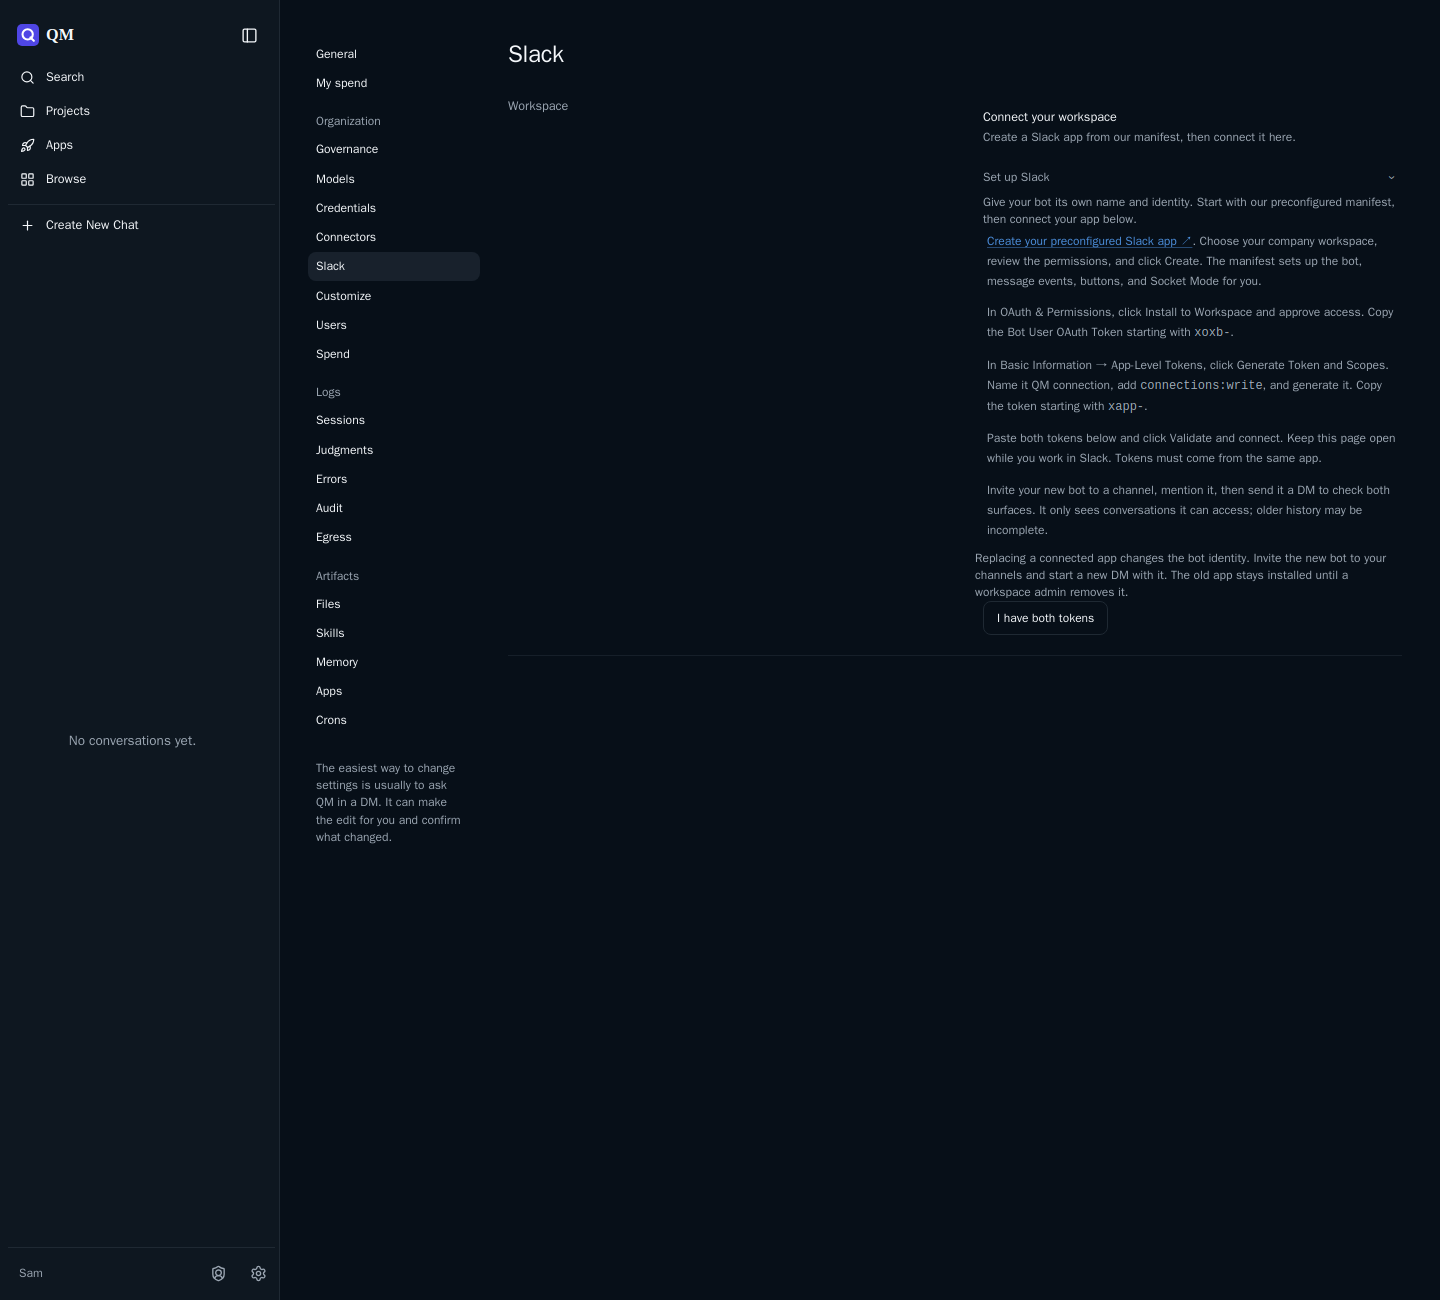 QM
Search
Projects
Apps
Browse
Create New Chat
No conversations yet.
Sam
General
My spend
Organization
Governance
Models
Credentials
Connectors
Slack
Customize
Users
Spend
Logs
Sessions
Judgments
Errors
Audit
Egress
Artifacts
Files
Skills
Memory
Apps
Crons
The easiest way to change
settings is usually to ask
QM in a DM. It can make
the edit for you and confirm
what changed.
Slack
Workspace
Connect your workspace
Create a Slack app from our manifest, then connect it here.
Set up Slack
Give your bot its own name and identity. Start with our preconfigured manifest,
then connect your app below.
Create your preconfigured Slack app ↗. Choose your company workspace,
review the permissions, and click Create. The manifest sets up the bot,
message events, buttons, and Socket Mode for you.
In OAuth & Permissions, click Install to Workspace and approve access. Copy
the Bot User OAuth Token starting with xoxb-.
In Basic Information → App-Level Tokens, click Generate Token and Scopes.
Name it QM connection, add connections:write, and generate it. Copy
the token starting with xapp-.
Paste both tokens below and click Validate and connect. Keep this page open
while you work in Slack. Tokens must come from the same app.
Invite your new bot to a channel, mention it, then send it a DM to check both
surfaces. It only sees conversations it can access; older history may be
incomplete.
Replacing a connected app changes the bot identity. Invite the new bot to your
channels and start a new DM with it. The old app stays installed until a
workspace admin removes it.
I have both tokens